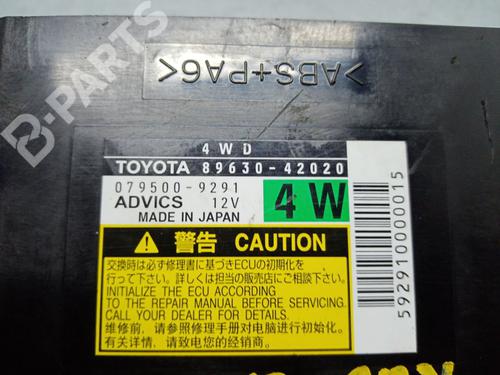 B-PARTS
>ABS+PA6<
4WD
TOYOTA 89630-42020
079500-9291
ADVICS 12V
MADE IN JAPAN
4W
592910000015
警告 CAUTION
交換時は必ず修理書に基づきECUの初期化を
行って下さい。詳しくは担当の販売店にご相談下さい。
INITIALIZE THE ECU ACCORDING
TO THE REPAIR MANUAL BEFORE SERVICING.
CALL YOUR DEALER FOR DETAILS.
维修前，请参照修理手册对电脑进行初始化。
有关详情，请致电您的经销商。